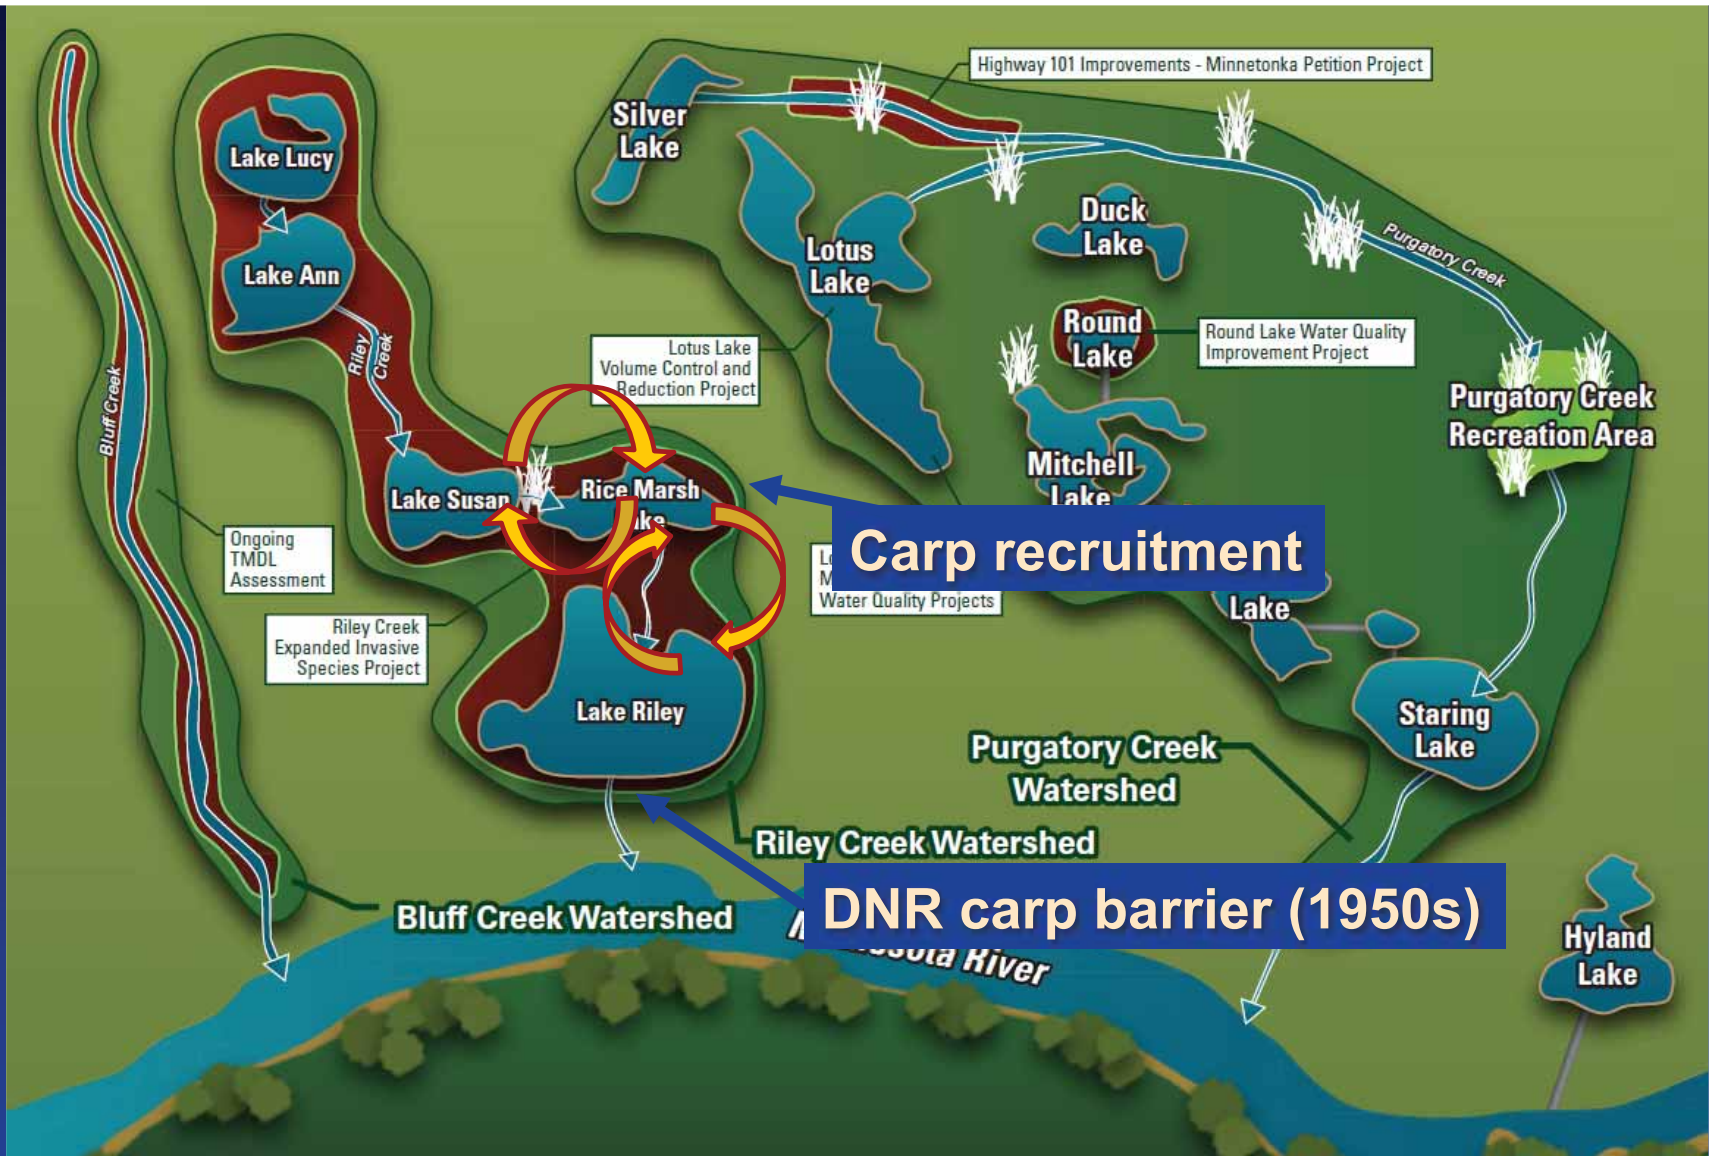 Highway 101 Improvements - Minnetonka Petition Project
Silver
Lake
Lake Lucy
Duck
Lake
Purgatory Creek
Lotus
Lake
Lake Ann
Round
Lake
Round Lake Water Quality
Improvement Project
Riley
Creek
Lotus Lake
Volume Control and
Reduction Project
Bluff Creek
Purgatory Creek
Recreation Area
Mitchell
Lake
Lake Susan
Rice Marsh
Lake
Carp recruitment
Ongoing
TMDL
Assessment
Water Quality Projects
Lake
Riley Creek
Expanded Invasive
Species Project
Lake Riley
Staring
Lake
Purgatory Creek
Watershed
Riley Creek Watershed
DNR carp barrier (1950s)
Bluff Creek Watershed
River
Hyland
Lake